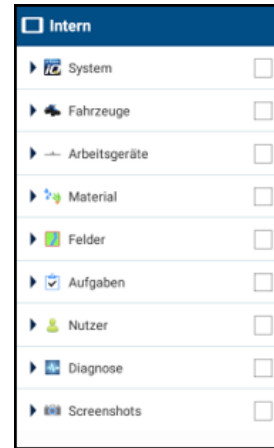 Intern
System
Fahrzeuge
Arbeitsgeräte
Material
Felder
Aufgaben
Nutzer
Diagnose
Screenshots